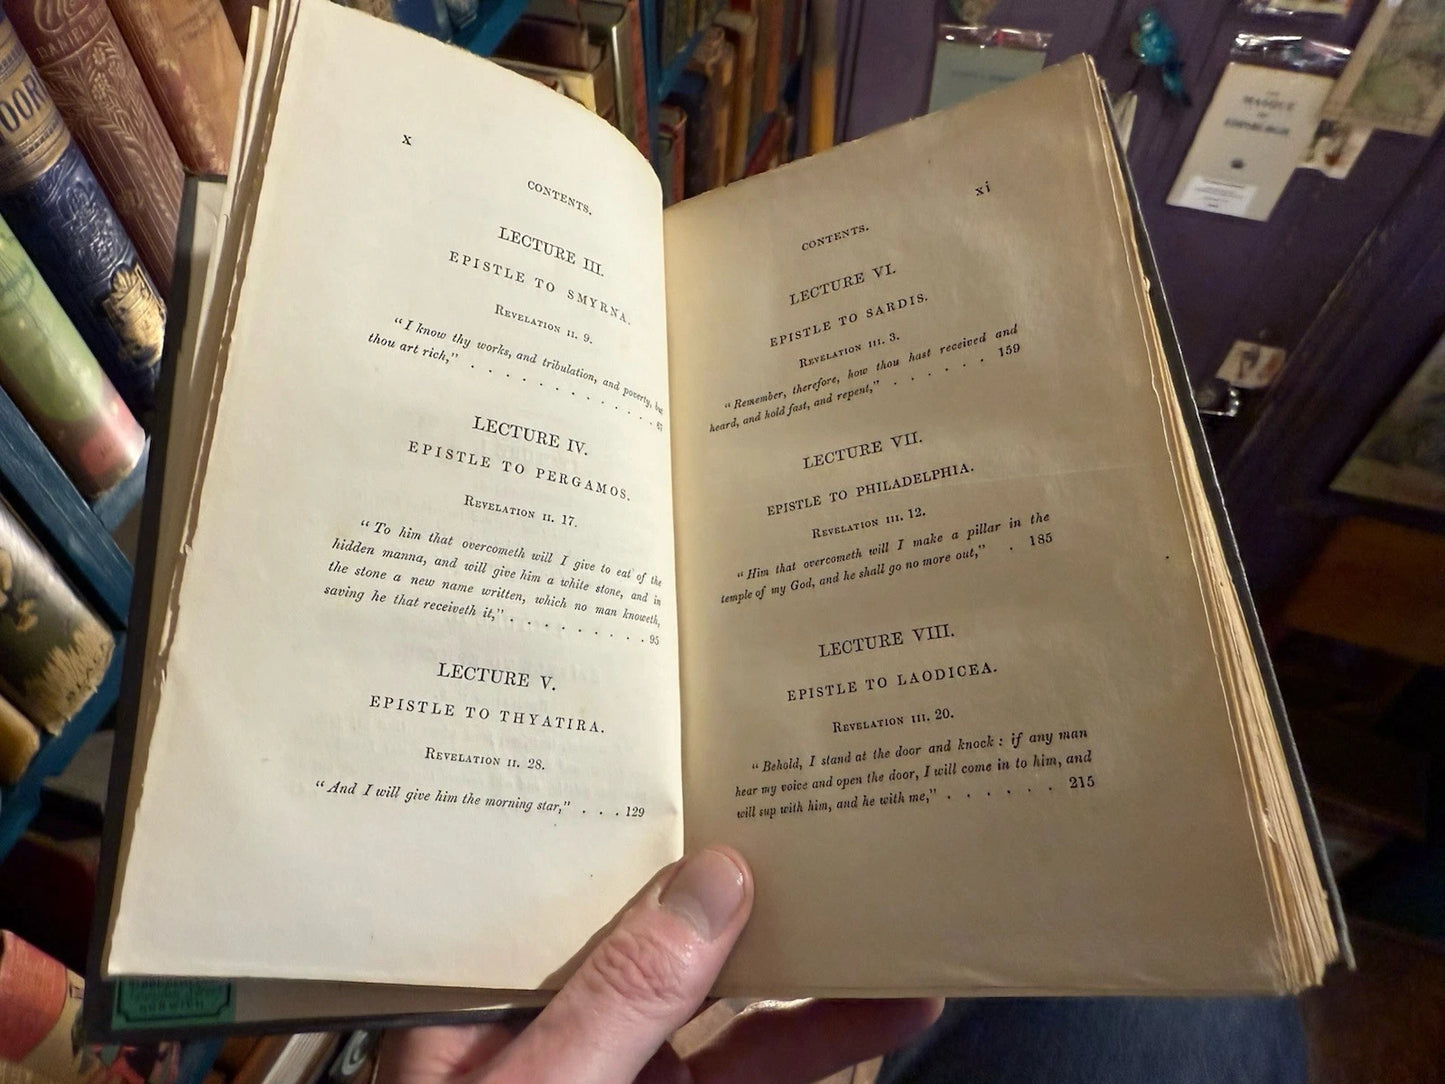 x
CONTENTS.
LECTURE III.
EPISTLE TO SMYRNA.
REVELATION II. 9.
“I know thy works, and tribulation, and poverty, but
thou art rich,” . . . . . . . . . . . . . 67
LECTURE IV.
EPISTLE TO PERGAMOS.
REVELATION II. 17.
“To him that overcometh will I give to eat of the
hidden manna, and will give him a white stone, and in
the stone a new name written, which no man knoweth,
saving he that receiveth it,” . . . . . . . . . . 95
LECTURE V.
EPISTLE TO THYATIRA.
REVELATION II. 28.
“And I will give him the morning star,” . . . . 129
xi
CONTENTS.
LECTURE VI.
EPISTLE TO SARDIS.
REVELATION III. 3.
“Remember, therefore, how thou hast received and
heard, and hold fast, and repent,” . . . . . . 159
LECTURE VII.
EPISTLE TO PHILADELPHIA.
REVELATION III. 12.
“Him that overcometh will I make a pillar in the
temple of my God, and he shall go no more out,” . 185
LECTURE VIII.
EPISTLE TO LAODICEA.
REVELATION III. 20.
“Behold, I stand at the door and knock: if any man
hear my voice and open the door, I will come in to him, and
will sup with him, and he with me,” . . . . . . 215
DANIEL
NORWICH
THE
MASQUE
OF